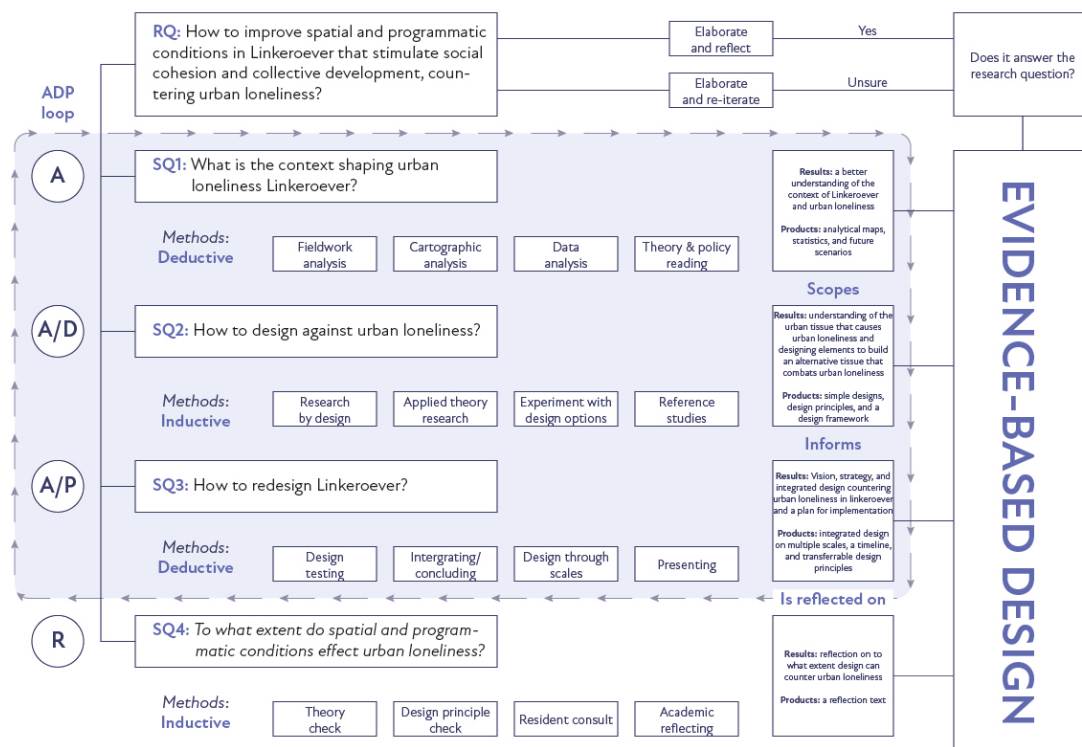 RQ: How to improve spatial and programmatic
conditions in Linkeroever that stimulate social
cohesion and collective development, coun-
tering urban loneliness?
Elaborate
and reflect
Yes
Elaborate
and re-iterate
Unsure
Does it answer the
research question?
ADP
loop
A
SQ1: What is the context shaping urban
loneliness Linkeroever?
Methods:
Deductive
Fieldwork
analysis
Cartographic
analysis
Data
analysis
Theory & policy
reading
Results: a better
understanding of the
context of Linkeroever
and urban loneliness
Products: analytical maps,
statistics, and future
scenarios
Scopes
A/D
SQ2: How to design against urban loneliness?
Methods:
Inductive
Research
by design
Applied theory
research
Experiment with
design options
Reference
studies
Results: understanding of the
urban tissue that causes
urban loneliness and
designing elements to build
an alternative tissue that
combats urban loneliness
Products: simple designs,
design principles, and a
design framework
Informs
A/P
SQ3: How to redesign Linkeroever?
Methods:
Deductive
Design
testing
Intergrating/
concluding
Design through
scales
Presenting
Results: Vision, strategy, and
integrated design countering
urban loneliness in linkeroever
and a plan for implementation
Products: integrated design
on multiple scales, a timeline,
and transferrable design
principles
Is reflected on
R
SQ4: To what extent do spatial and program-
matic conditions effect urban loneliness?
Methods:
Inductive
Theory
check
Design principle
check
Resident consult
Academic
reflecting
Results: reflection on to
what extent design can
counter urban loneliness
Products: a reflection text
EVIDENCE-BASED DESIGN